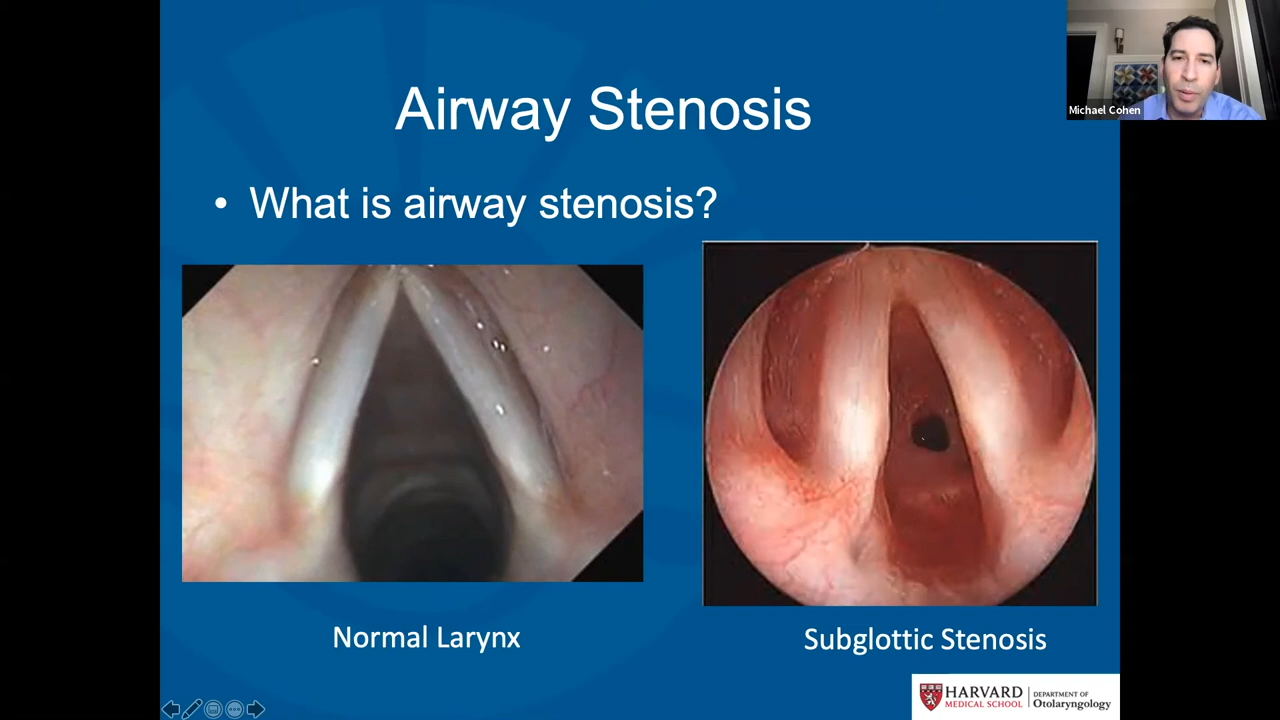 Airway Stenosis
• What is airway stenosis?
Michael Cohen
Normal Larynx
Subglottic Stenosis
HARVARD
MEDICAL SCHOOL
DEPARTMENT OF
Otolaryngology